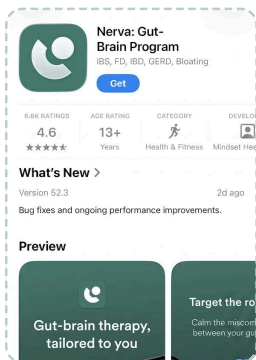 Nerva: Gut-
Brain Program
IBS, FD, IBD, GERD, Bloating
Get
6.6K RATINGS
AGE RATING
CATEGORY
DEVELO
4.6
13+
Years
Health & Fitness
Mindset Hea
What's New >
Version 52.3
2d ago
Bug fixes and ongoing performance improvements.
Preview
Gut-brain therapy,
tailored to you
Target the ro
Calm the miscom
between your gu